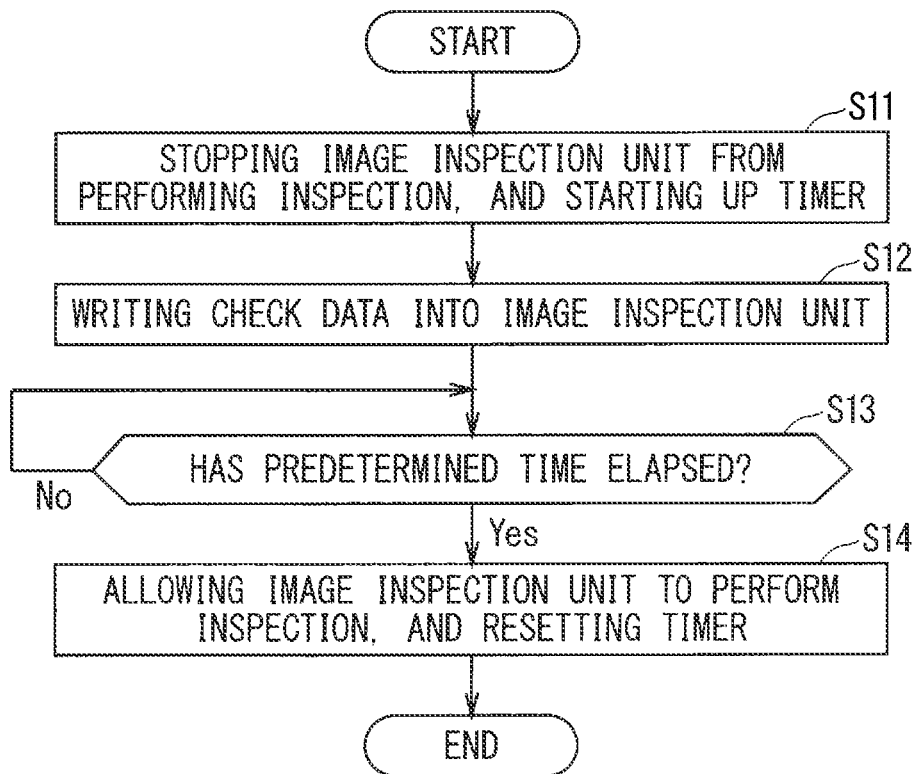 START
S11
STOPPING IMAGE INSPECTION UNIT FROM
PERFORMING INSPECTION, AND STARTING UP TIMER
S12
WRITING CHECK DATA INTO IMAGE INSPECTION UNIT
S13
HAS PREDETERMINED TIME ELAPSED?
No
Yes
S14
ALLOWING IMAGE INSPECTION UNIT TO PERFORM
INSPECTION, AND RESETTING TIMER
END